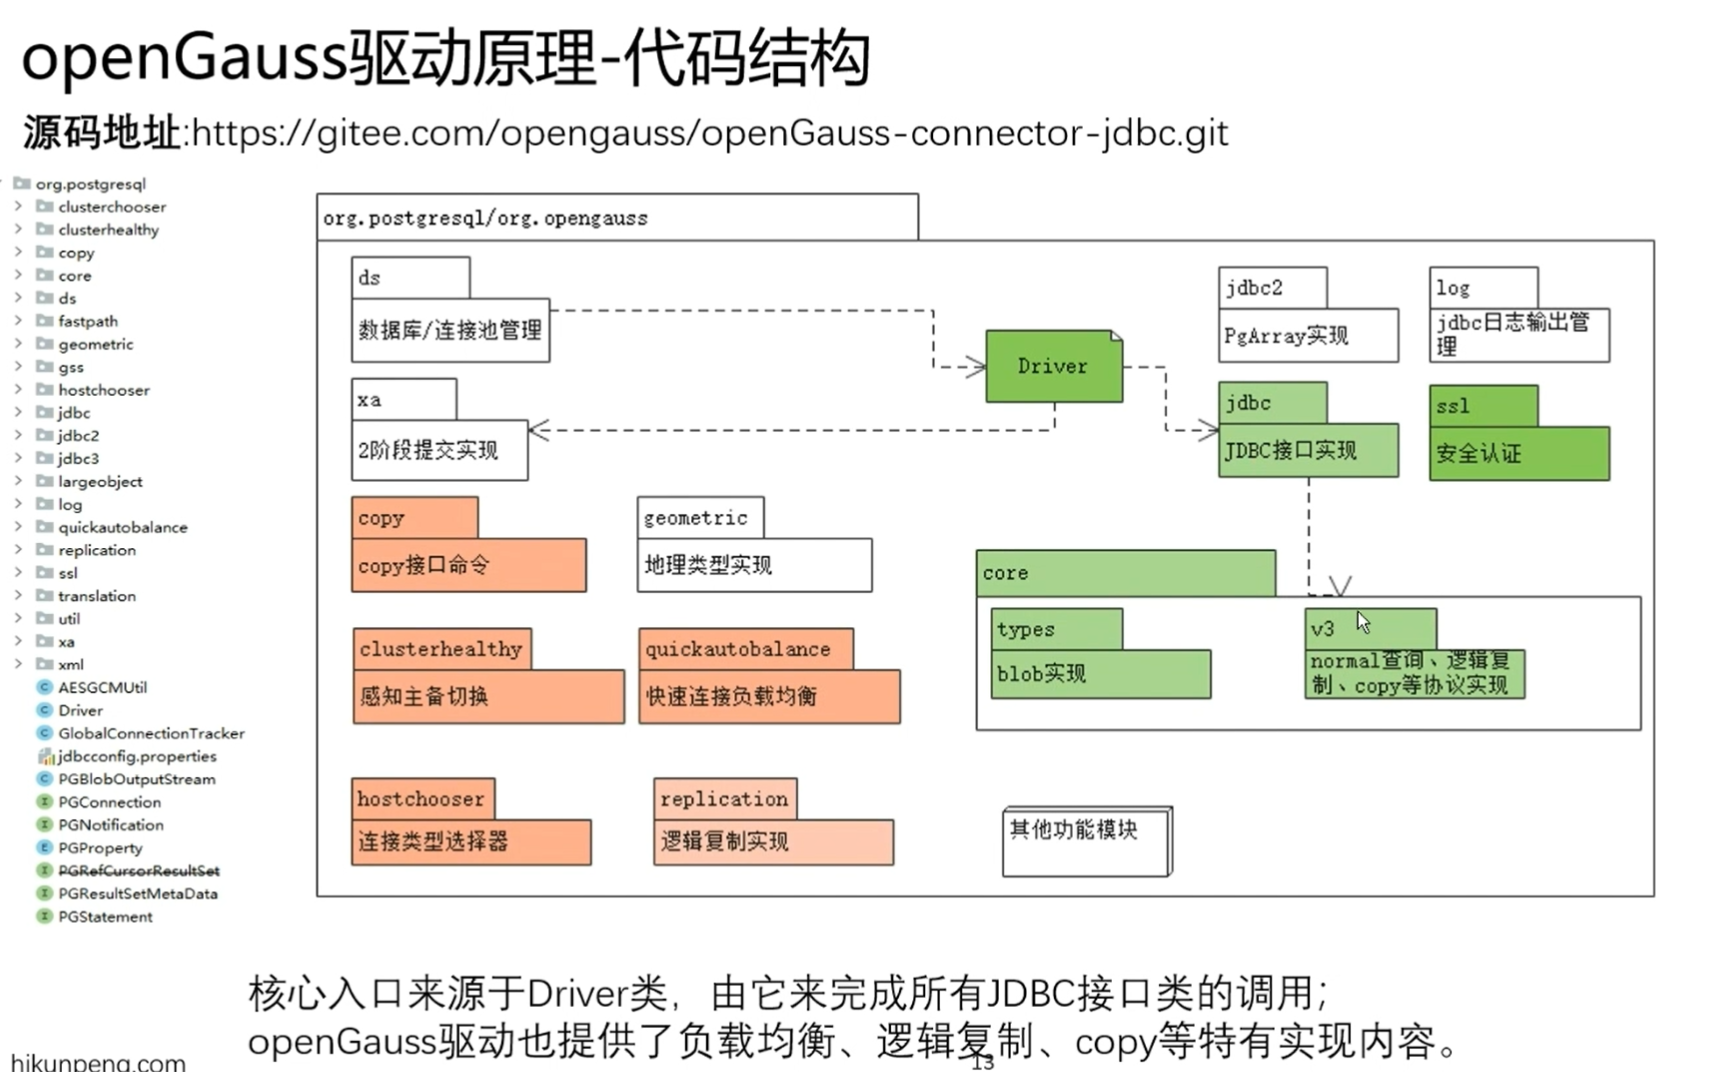 openGauss驱动原理-代码结构
源码地址:https://gitee.com/opengauss/openGauss-connector-jdbc.git
org.postgresql
clusterchooser
clusterhealthy
copy
core
ds
fastpath
geometric
gss
hostchooser
jdbc
jdbc2
jdbc3
largeobject
log
quickautobalance
replication
ssl
translation
util
xa
xml
AESGCMUtil
Driver
GlobalConnectionTracker
jdbcconfig.properties
PGBlobOutputStream
PGConnection
PGNotification
PGProperty
PGRefCursorResultSet
PGResultSetMetaData
PGStatement
org.postgresql/org.opengauss
ds
数据库/连接池管理
Driver
jdbc2
PgArray实现
log
jdbc日志输出管
理
xa
2阶段提交实现
jdbc
JDBC接口实现
ssl
安全认证
copy
copy接口命令
geometric
地理类型实现
core
types
blob实现
v3
normal查询、逻辑复
制、copy等协议实现
clusterhealthy
感知主备切换
quickautobalance
快速连接负载均衡
hostchooser
连接类型选择器
replication
逻辑复制实现
其他功能模块
核心入口来源于Driver类，由它来完成所有JDBC接口类的调用；
openGauss驱动也提供了负载均衡、逻辑复制、copy等特有实现内容。
hikunpeng.com
13